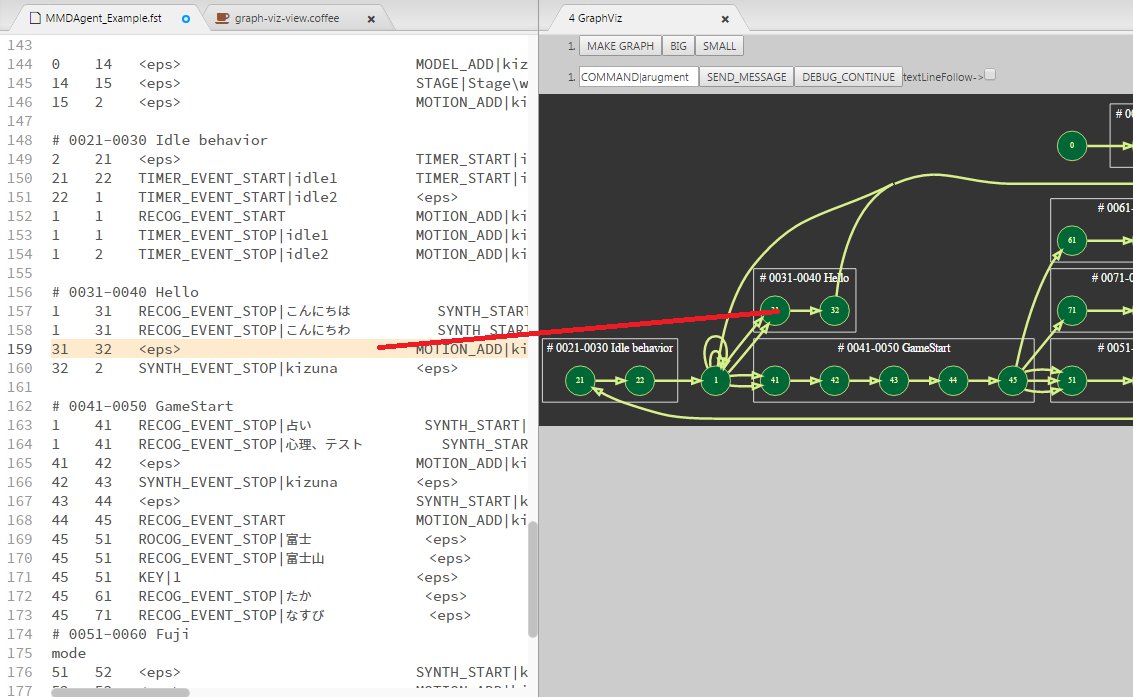 MMDAgent_Example.fst
graph-viz-view.coffee
143
144 0 14 <eps> MODEL_ADD|kiz
145 14 15 <eps> STAGE|Stage\w
146 15 2 <eps> MOTION_ADD|ki
147
148 # 0021-0030 Idle behavior
149 2 21 <eps> TIMER_START|i
150 21 22 TIMER_EVENT_START|idle1 TIMER_START|i
151 22 1 TIMER_EVENT_START|idle2 <eps>
152 1 1 RECOG_EVENT_START MOTION_ADD|ki
153 1 1 TIMER_EVENT_STOP|idle1 MOTION_ADD|ki
154 1 2 TIMER_EVENT_STOP|idle2 MOTION_ADD|ki
155
156 # 0031-0040 Hello
157 1 31 RECOG_EVENT_STOP|こんにちは SYNTH_START
158 1 31 RECOG_EVENT_STOP|こんにちわ SYNTH_START
159 31 32 <eps> MOTION_ADD|ki
160 32 2 SYNTH_EVENT_STOP|kizuna <eps>
161
162 # 0041-0050 GameStart
163 1 41 RECOG_EVENT_STOP|占い SYNTH_START|
164 1 41 RECOG_EVENT_STOP|心理、テスト SYNTH_STAR
165 41 42 <eps> MOTION_ADD|ki
166 42 43 SYNTH_EVENT_STOP|kizuna <eps>
167 43 44 <eps> SYNTH_START|k
168 44 45 RECOG_EVENT_START MOTION_ADD|ki
169 45 51 ROCOG_EVENT_STOP|富士 <eps>
170 45 51 RECOG_EVENT_STOP|富士山 <eps>
171 45 51 KEY|1 <eps>
172 45 61 RECOG_EVENT_STOP|たか <eps>
173 45 71 RECOG_EVENT_STOP|なすび <eps>
174 # 0051-0060 Fuji
175 mode
176 51 52 <eps> SYNTH_START|k
177
4 GraphViz
1. MAKE GRAPH BIG SMALL
1. COMMAND|arugment SEND_MESSAGE DEBUG_CONTINUE textLineFollow->
# 00
0
# 0061-
61
# 0031-0040 Hello
# 0071-0
32
71
# 0021-0030 Idle behavior
# 0041-0050 GameStart
# 0051-
21 22 1 41 42 43 44 45 51